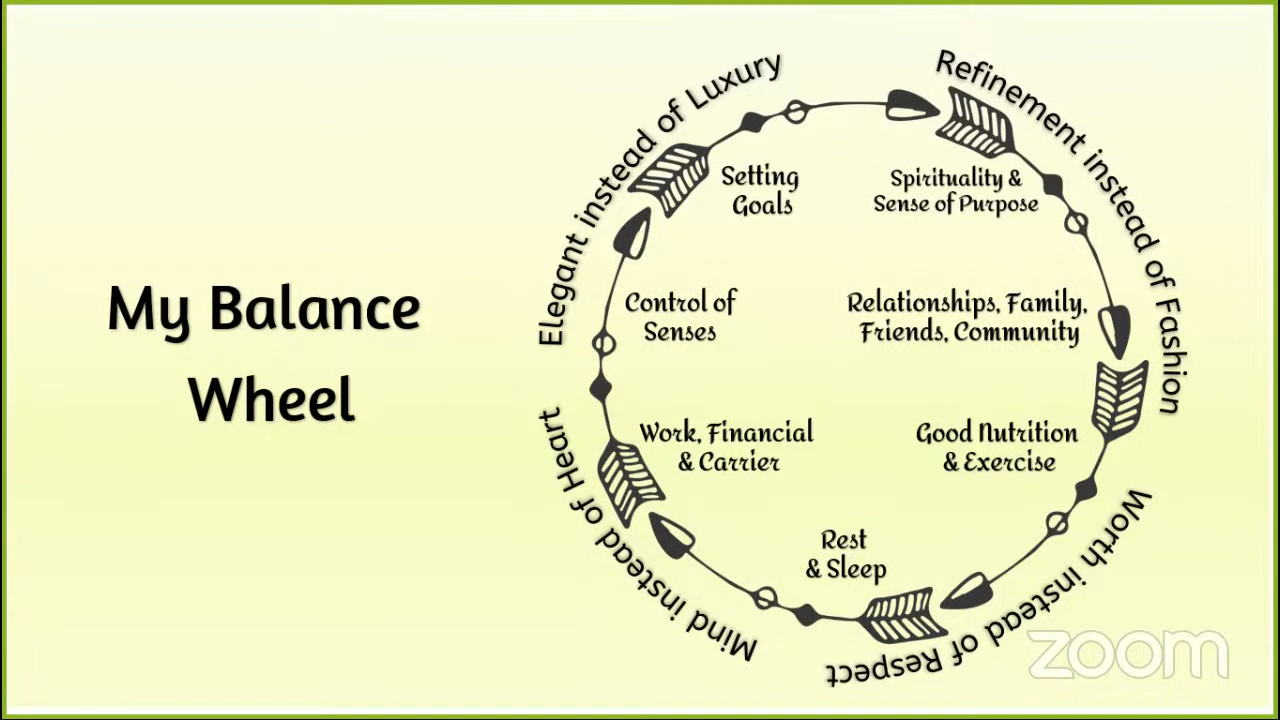 My Balance
Wheel
Elegant instead of Luxury
Refinement instead of Fashion
Worth instead of Respect
Mind instead of Heart
Setting
Goals
Spirituality &
Sense of Purpose
Control of
Senses
Relationships, Family,
Friends, Community
Work, Financial
& Carrier
Good Nutrition
& Exercise
Rest
& Sleep
zoom